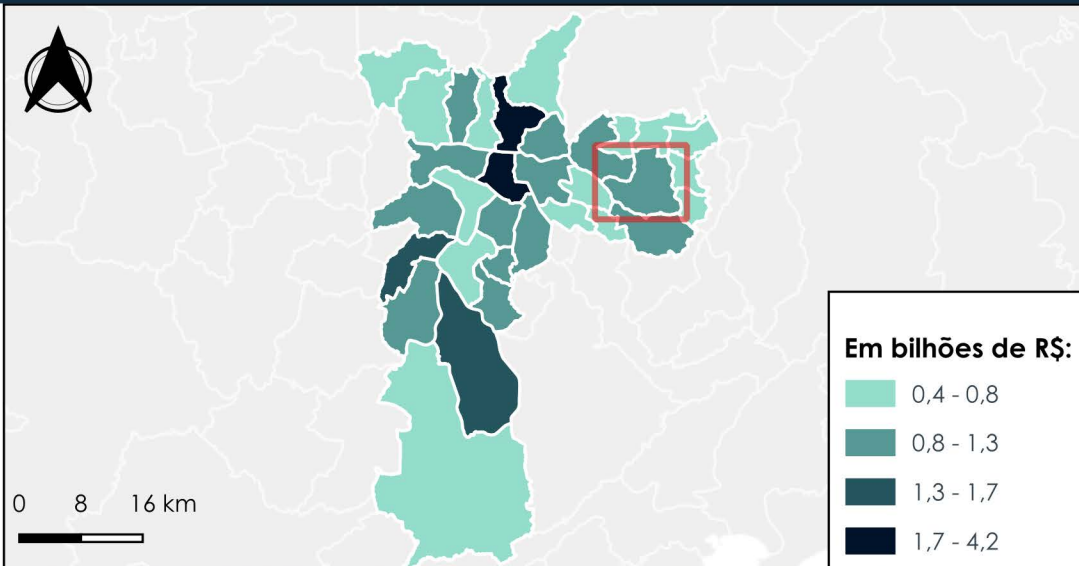 Em bilhões de R$:
0,4 - 0,8
0,8 - 1,3
1,3 - 1,7
1,7 - 4,2
0 8 16 km